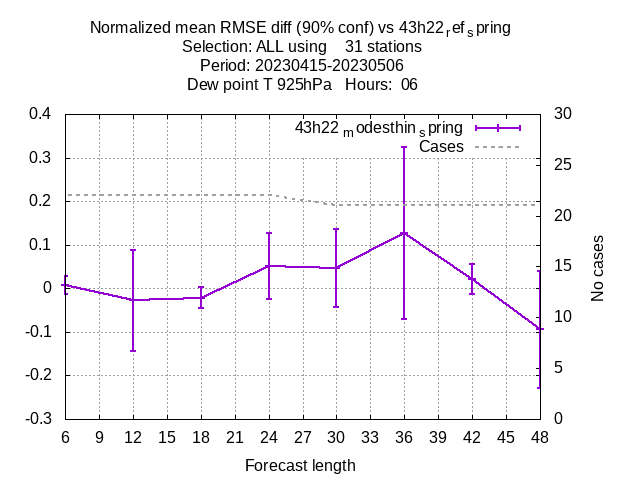 Normalized mean RMSE diff (90% conf) vs 43h22refspring
Selection: ALL using 31 stations
Period: 20230415-20230506
Dew point T 925hPa Hours: 06
43h22modesthinspring
Cases
0.4
0.3
0.2
0.1
0
-0.1
-0.2
-0.3
30
25
20
15
10
5
0
No cases
6 9 12 15 18 21 24 27 30 33 36 39 42 45 48
Forecast length